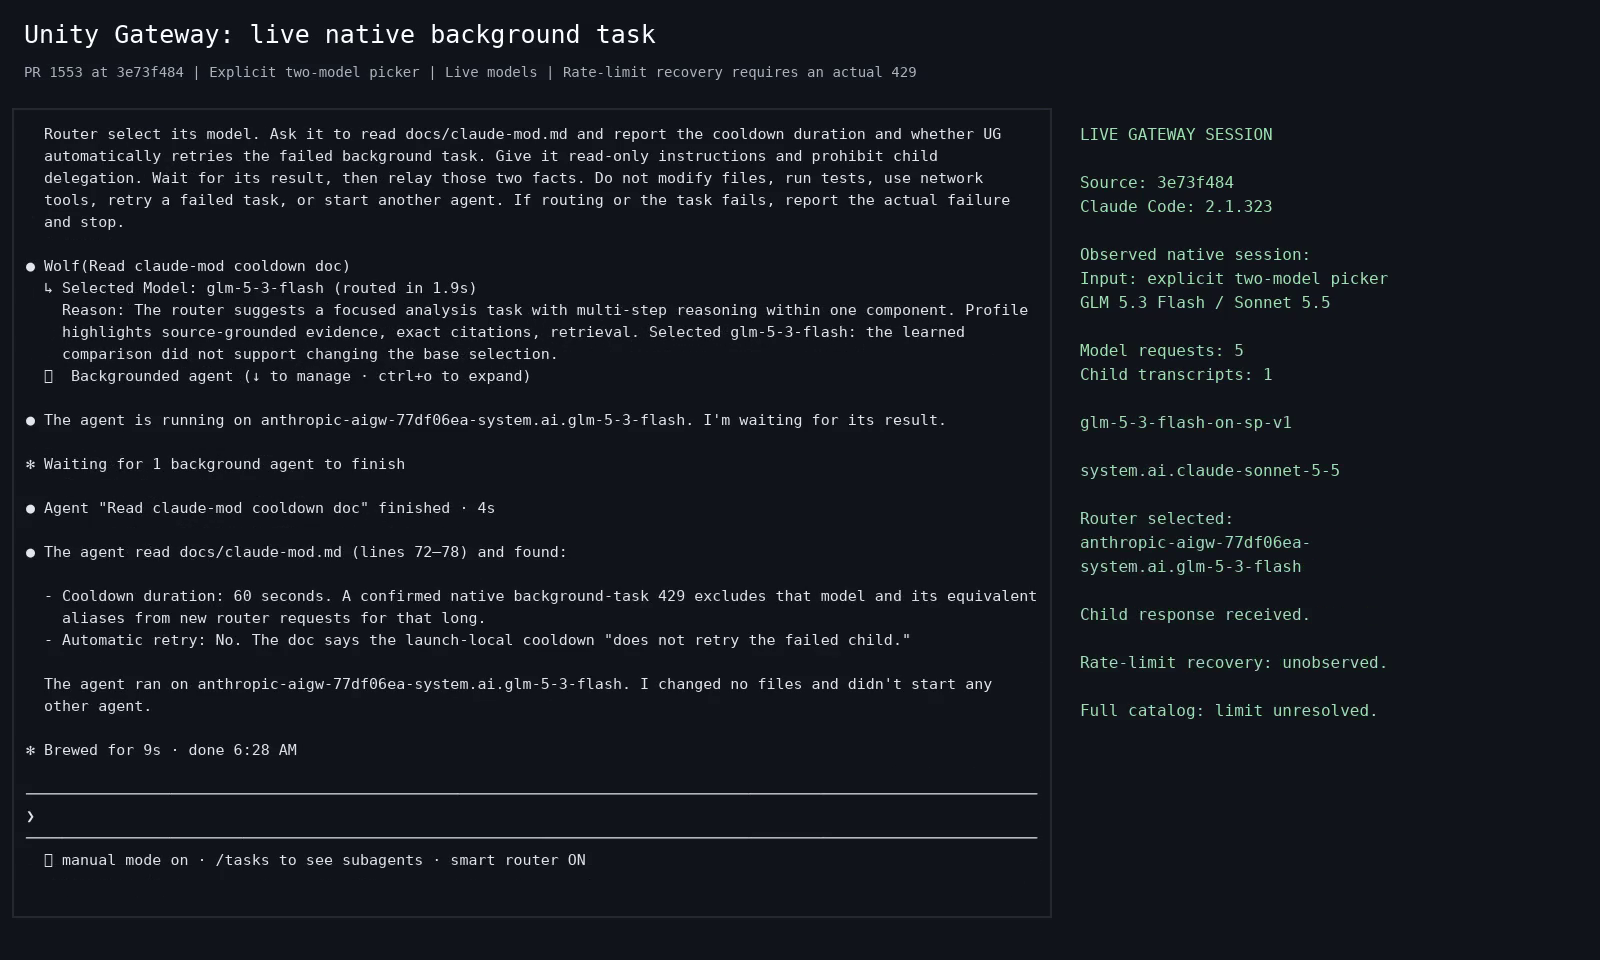 Unity Gateway: live native background task
PR 1553 at 3e73f484 | Explicit two-model picker | Live models | Rate-limit recovery requires an actual 429
Router select its model. Ask it to read docs/claude-mod.md and report the cooldown duration and whether UG
automatically retries the failed background task. Give it read-only instructions and prohibit child
delegation. Wait for its result, then relay those two facts. Do not modify files, run tests, use network
tools, retry a failed task, or start another agent. If routing or the task fails, report the actual failure
and stop.
● Wolf(Read claude-mod cooldown doc)
↳ Selected Model: glm-5-3-flash (routed in 1.9s)
Reason: The router suggests a focused analysis task with multi-step reasoning within one component. Profile
highlights source-grounded evidence, exact citations, retrieval. Selected glm-5-3-flash: the learned
comparison did not support changing the base selection.
Backgrounded agent (↓ to manage · ctrl+o to expand)
● The agent is running on anthropic-aigw-77df06ea-system.ai.glm-5-3-flash. I'm waiting for its result.
✻ Waiting for 1 background agent to finish
● Agent "Read claude-mod cooldown doc" finished · 4s
● The agent read docs/claude-mod.md (lines 72–78) and found:
- Cooldown duration: 60 seconds. A confirmed native background-task 429 excludes that model and its equivalent
aliases from new router requests for that long.
- Automatic retry: No. The doc says the launch-local cooldown "does not retry the failed child."
The agent ran on anthropic-aigw-77df06ea-system.ai.glm-5-3-flash. I changed no files and didn't start any
other agent.
✻ Brewed for 9s · done 6:28 AM
❯
manual mode on · /tasks to see subagents · smart router ON
LIVE GATEWAY SESSION
Source: 3e73f484
Claude Code: 2.1.323
Observed native session:
Input: explicit two-model picker
GLM 5.3 Flash / Sonnet 5.5
Model requests: 5
Child transcripts: 1
glm-5-3-flash-on-sp-v1
system.ai.claude-sonnet-5-5
Router selected:
anthropic-aigw-77df06ea-
system.ai.glm-5-3-flash
Child response received.
Rate-limit recovery: unobserved.
Full catalog: limit unresolved.